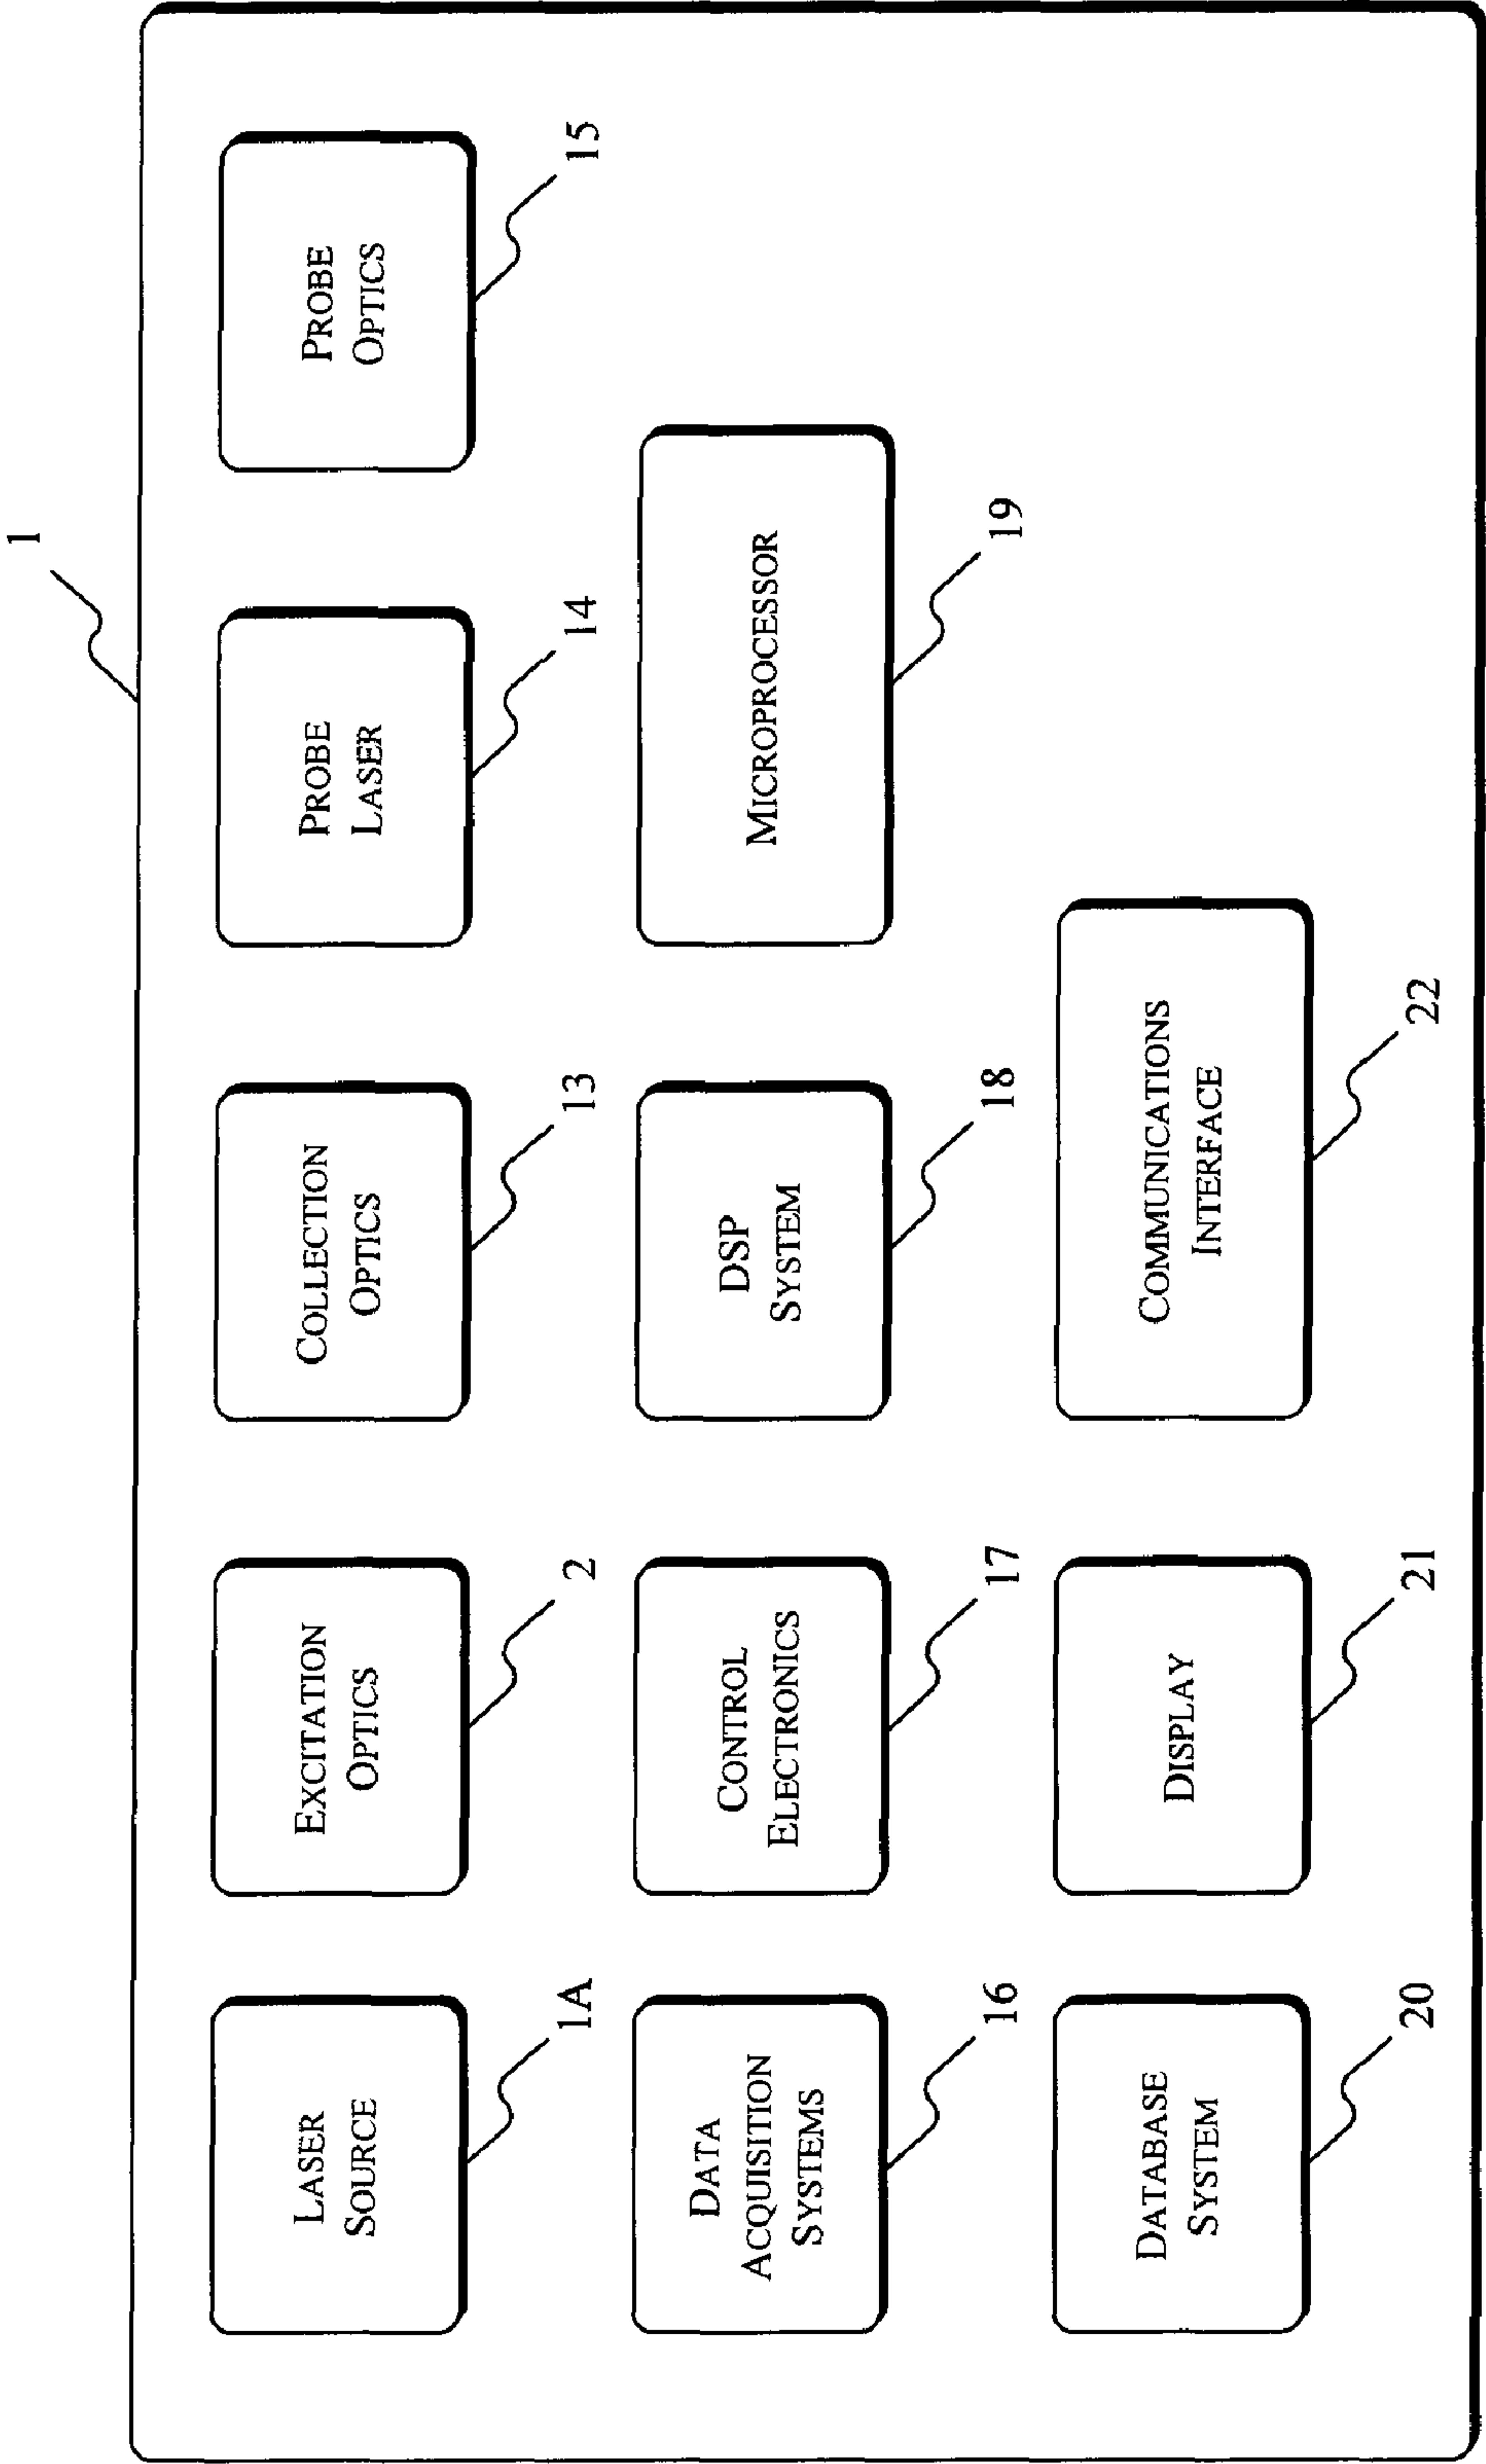 1
LASER
SOURCE
1A
EXCITATION
OPTICS
2
COLLECTION
OPTICS
13
PROBE
LASER
14
PROBE
OPTICS
15
DATA
ACQUISITION
SYSTEMS
16
CONTROL
ELECTRONICS
17
DSP
SYSTEM
18
MICROPROCESSOR
19
DATABASE
SYSTEM
20
DISPLAY
21
COMMUNICATIONS
INTERFACE
22